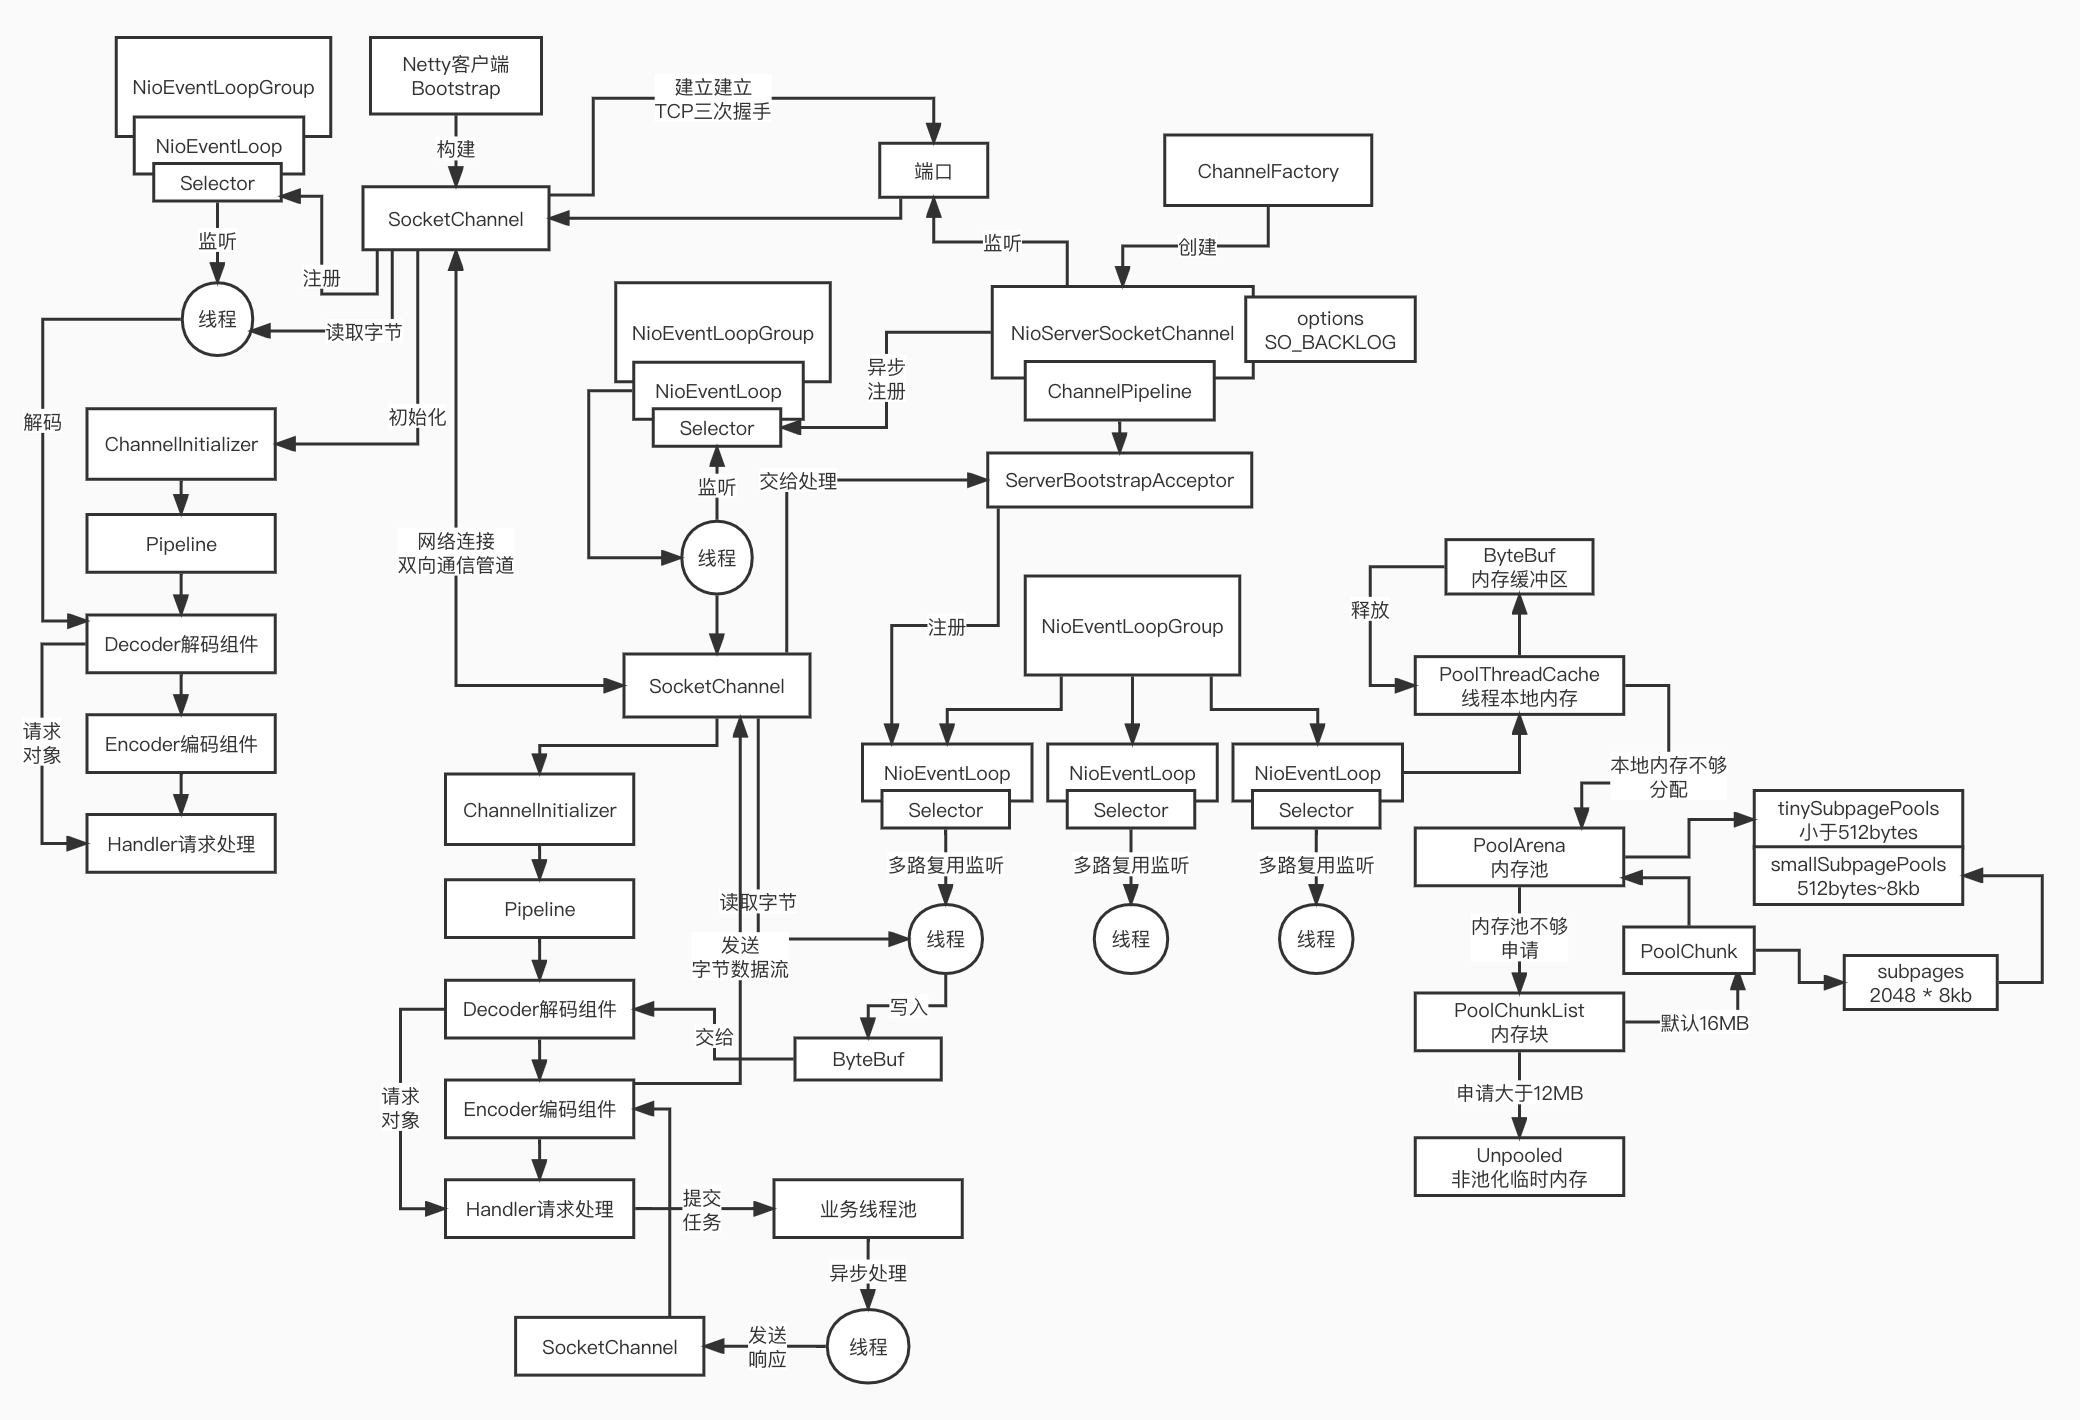 NioEventLoopGroup
NioEventLoop
Selector
监听
线程
注册
读取字节
解码
初始化
ChannelInitializer
Pipeline
Decoder解码组件
Encoder编码组件
Handler请求处理
请求
对象
Netty客户端
Bootstrap
构建
SocketChannel
建立建立
TCP三次握手
端口
监听
ChannelFactory
创建
NioServerSocketChannel
options
SO_BACKLOG
ChannelPipeline
ServerBootstrapAcceptor
异步
注册
NioEventLoopGroup
NioEventLoop
Selector
监听
交给处理
线程
网络连接
双向通信管道
SocketChannel
注册
NioEventLoopGroup
NioEventLoop
Selector
NioEventLoop
Selector
NioEventLoop
Selector
多路复用监听
多路复用监听
多路复用监听
线程
线程
线程
ChannelInitializer
Pipeline
Decoder解码组件
Encoder编码组件
Handler请求处理
请求
对象
读取字节
发送
字节数据流
写入
ByteBuf
交给
提交
任务
业务线程池
异步处理
线程
发送
响应
SocketChannel
ByteBuf
内存缓冲区
释放
PoolThreadCache
线程本地内存
本地内存不够
分配
PoolArena
内存池
tinySubpagePools
小于512bytes
smallSubpagePools
512bytes~8kb
内存池不够
申请
PoolChunk
subpages
2048 * 8kb
PoolChunkList
内存块
默认16MB
申请大于12MB
Unpooled
非池化临时内存